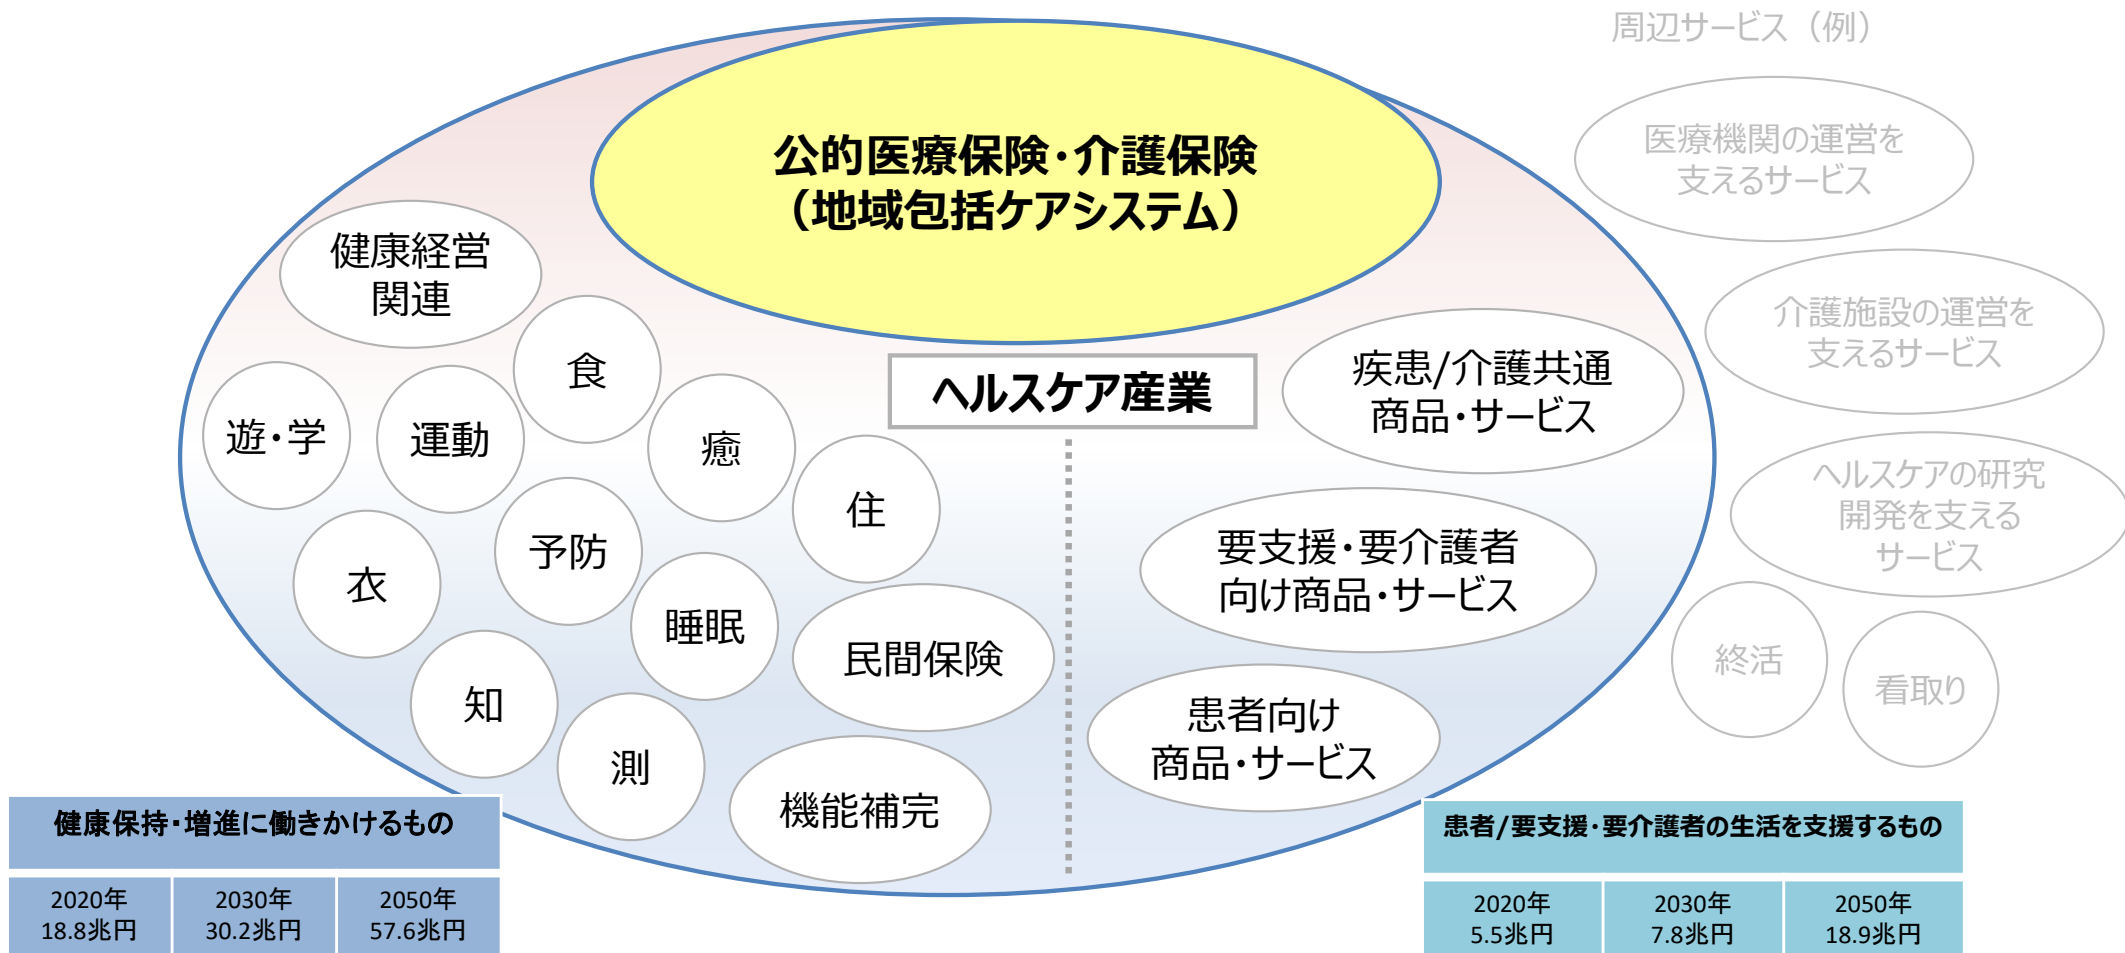 周辺サービス（例）
公的医療保険・介護保険
（地域包括ケアシステム）
医療機関の運営を
支えるサービス
健康経営
関連
介護施設の運営を
支えるサービス
食
ヘルスケア産業
疾患/介護共通
商品・サービス
遊・学
運動
癒
住
ヘルスケアの研究
開発を支える
サービス
衣
予防
要支援・要介護者
向け商品・サービス
睡眠
民間保険
終活
看取り
知
測
機能補完
患者向け
商品・サービス
健康保持・増進に働きかけるもの
2020年
18.8兆円
2030年
30.2兆円
2050年
57.6兆円
患者/要支援・要介護者の生活を支援するもの
2020年
5.5兆円
2030年
7.8兆円
2050年
18.9兆円